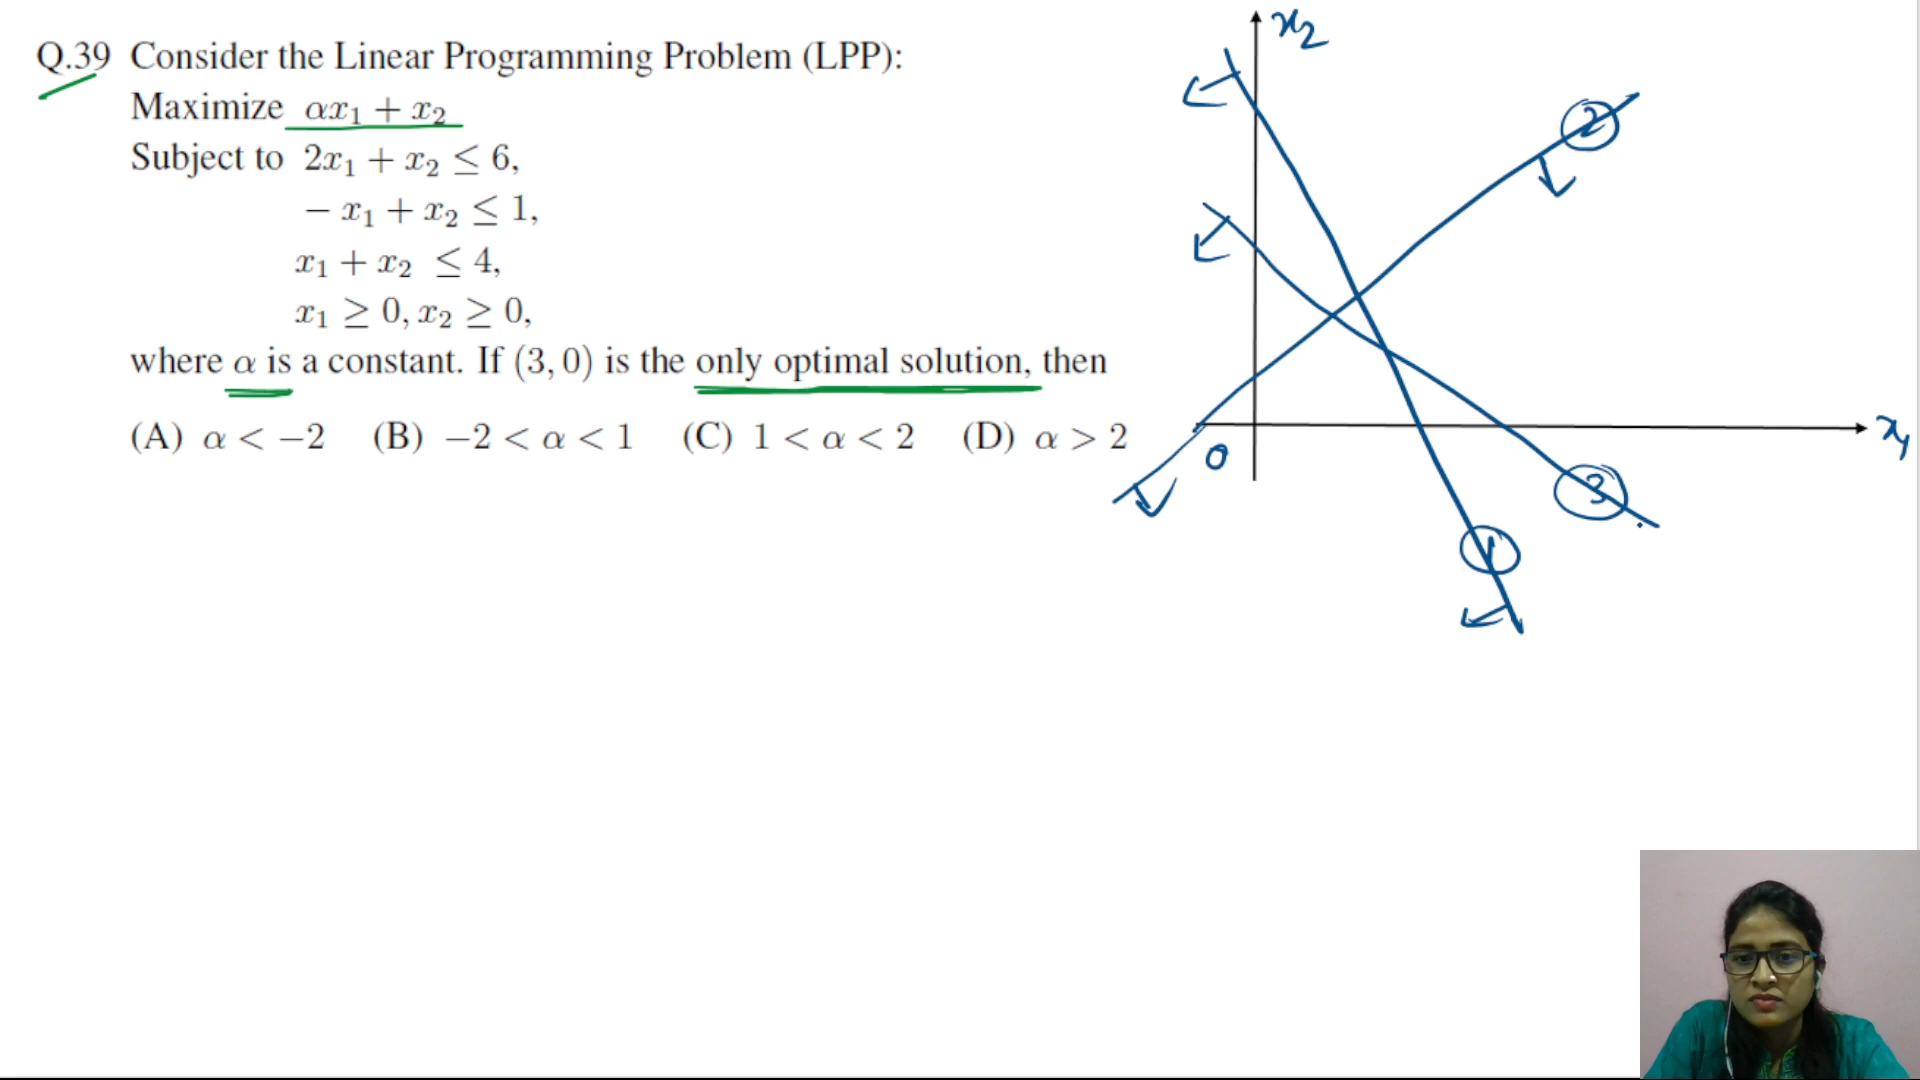 Q.39 Consider the Linear Programming Problem (LPP):
Maximize αx₁ + x₂
Subject to 2x₁ + x₂ ≤ 6,
− x₁ + x₂ ≤ 1,
x₁ + x₂ ≤ 4,
x₁ ≥ 0, x₂ ≥ 0,
where α is a constant. If (3, 0) is the only optimal solution, then
(A) α < −2 (B) −2 < α < 1 (C) 1 < α < 2 (D) α > 2
x₂
2
x₁
0
3
1